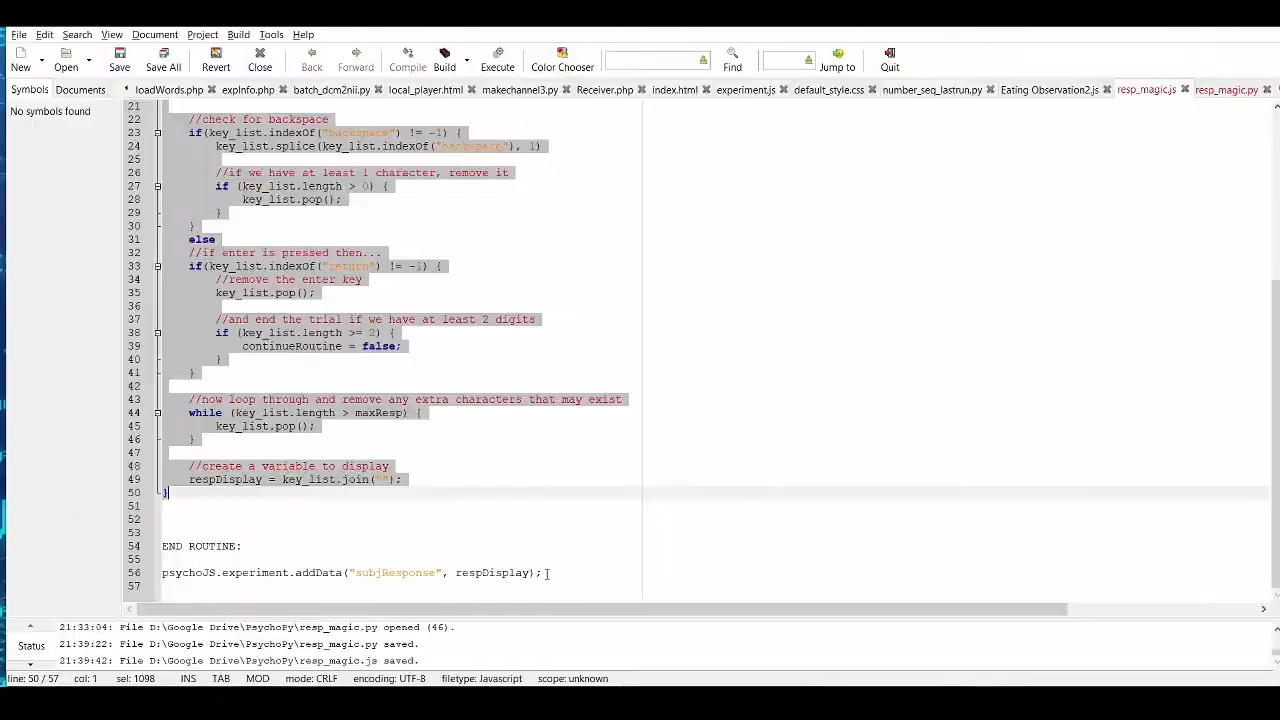 File Edit Search View Document Project Build Tools Help
New Open Save Save All Revert Close Back Forward Compile Build Execute Color Chooser Find Jump to Quit
Symbols Documents loadWords.php expInfo.php batch_dcm2nii.py local_player.html makechannel3.py Receiver.php index.html experiment.js default_style.css number_seq_lastrun.py Eating Observation2.js resp_magic.js resp_magic.py
No symbols found
21
22 //check for backspace
23 if(key_list.indexOf("backspace") != -1) {
24 key_list.splice(key_list.indexOf("backspace"), 1)
25
26 //if we have at least 1 character, remove it
27 if (key_list.length > 0) {
28 key_list.pop();
29 }
30 }
31 else
32 //if enter is pressed then...
33 if(key_list.indexOf("return") != -1) {
34 //remove the enter key
35 key_list.pop();
36
37 //and end the trial if we have at least 2 digits
38 if (key_list.length >= 2) {
39 continueRoutine = false;
40 }
41 }
42
43 //now loop through and remove any extra characters that may exist
44 while (key_list.length > maxResp) {
45 key_list.pop();
46 }
47
48 //create a variable to display
49 respDisplay = key_list.join("");
50 }
51
52
53
54 END ROUTINE:
55
56 psychoJS.experiment.addData("subjResponse", respDisplay);
57
21:33:04: File D:\Google Drive\PsychoPy\resp_magic.py opened (46).
Status 21:39:22: File D:\Google Drive\PsychoPy\resp_magic.py saved.
21:39:42: File D:\Google Drive\PsychoPy\resp_magic.js saved.
line: 50 / 57 col: 1 sel: 1098 INS TAB MOD mode: CRLF encoding: UTF-8 filetype: JavaScript scope: unknown